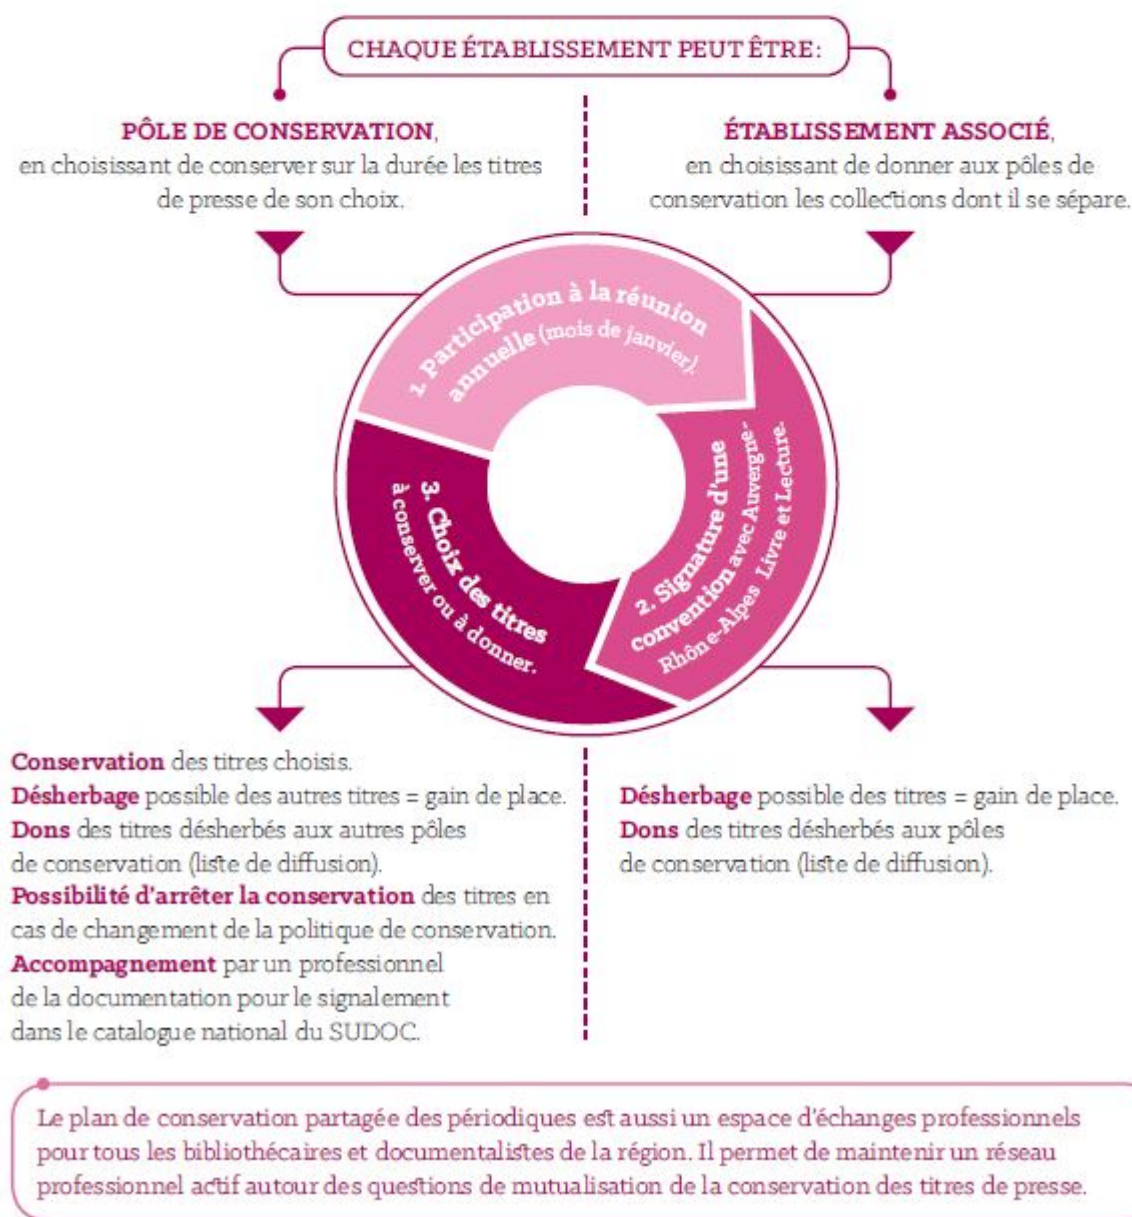 CHAQUE ÉTABLISSEMENT PEUT ÊTRE :
PÔLE DE CONSERVATION,
en choisissant de conserver sur la durée les titres
de presse de son choix.
ÉTABLISSEMENT ASSOCIÉ,
en choisissant de donner aux pôles de
conservation les collections dont il se sépare.
1. Participation à la réunion
annuelle (mois de janvier).
2. Signature d'une
convention avec Auvergne-
Rhône-Alpes Livre et Lecture.
3. Choix des titres
à conserver ou à donner.
Conservation des titres choisis.
Désherbage possible des autres titres = gain de place.
Dons des titres désherbés aux autres pôles
de conservation (liste de diffusion).
Possibilité d'arrêter la conservation des titres en
cas de changement de la politique de conservation.
Accompagnement par un professionnel
de la documentation pour le signalement
dans le catalogue national du SUDOC.
Désherbage possible des titres = gain de place.
Dons des titres désherbés aux pôles
de conservation (liste de diffusion).
Le plan de conservation partagée des périodiques est aussi un espace d'échanges professionnels
pour tous les bibliothécaires et documentalistes de la région. Il permet de maintenir un réseau
professionnel actif autour des questions de mutualisation de la conservation des titres de presse.